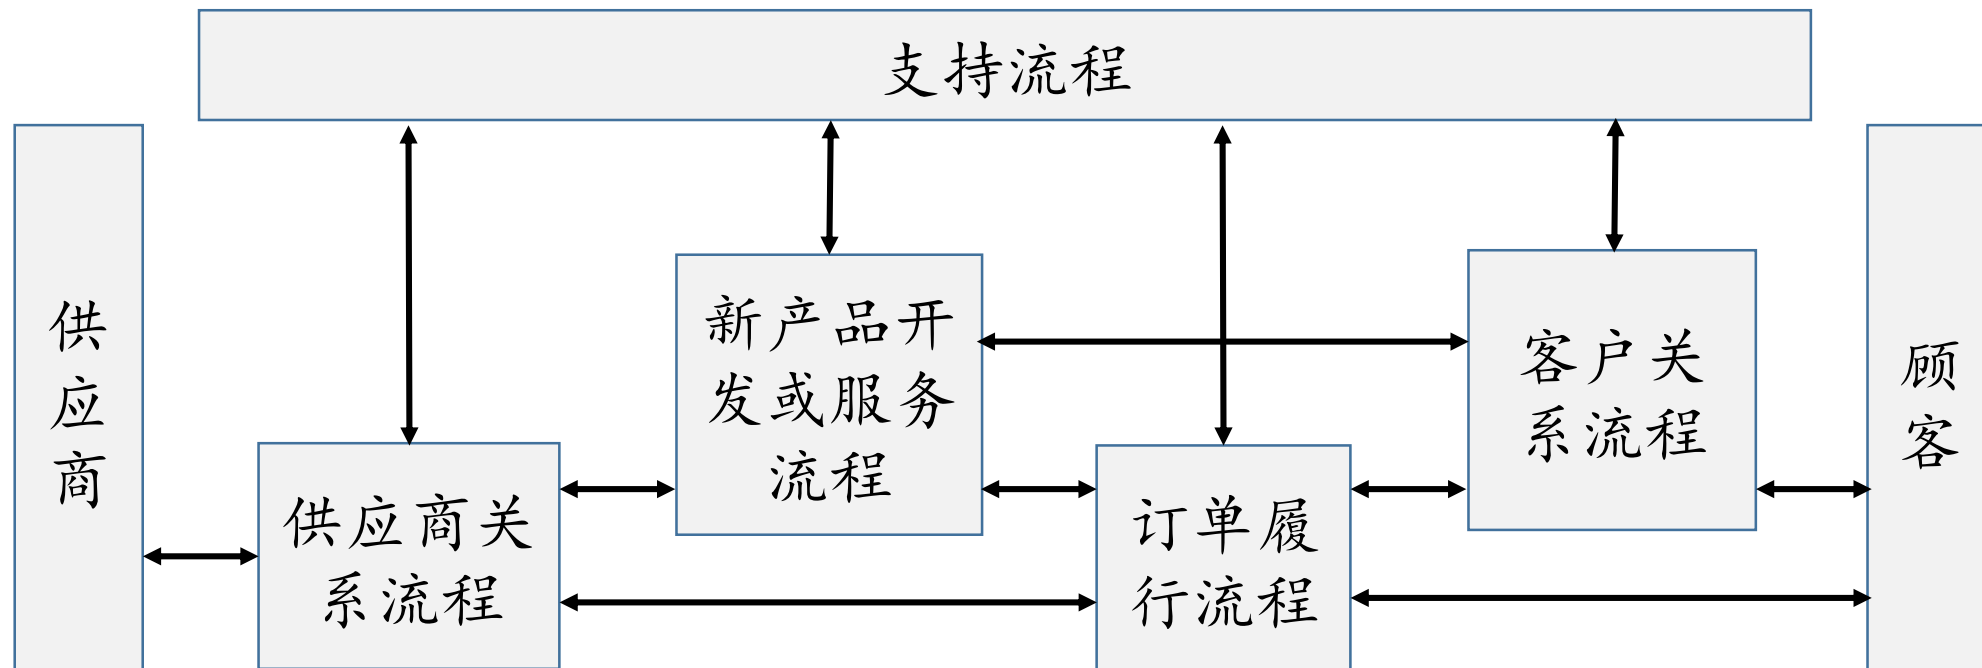 支持流程
供
应
商
供应商关
系流程
新产品开
发或服务
流程
订单履
行流程
客户关
系流程
顾
客